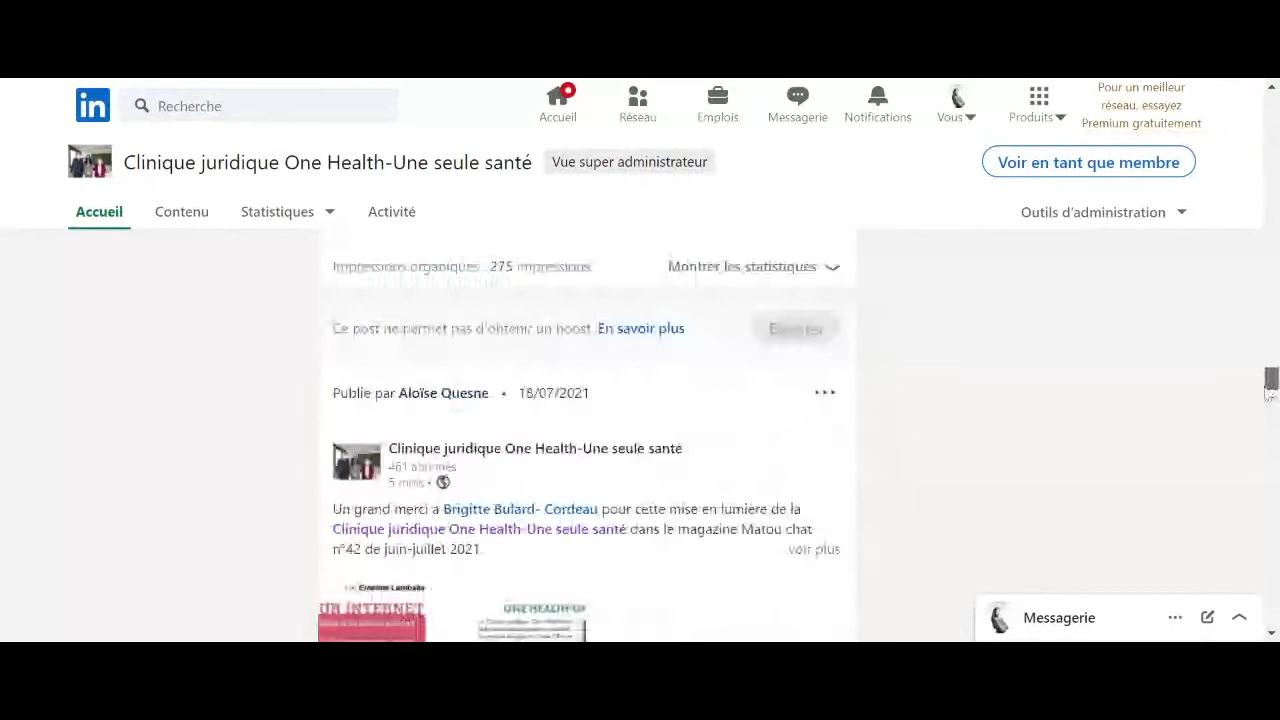 in
Recherche
Accueil
Réseau
Emplois
Messagerie
Notifications
Vous
Produits
Pour un meilleur
réseau, essayez
Premium gratuitement
Clinique juridique One Health-Une seule santé
Vue super administrateur
Voir en tant que membre
Accueil
Contenu
Statistiques
Activité
Outils d'administration
Impressions organiques : 275 impressions
Montrer les statistiques
Ce post ne permet pas d'obtenir un boost En savoir plus
Publié par Aloïse Quesne • 18/07/2021
Clinique juridique One Health-Une seule santé
461 abonnés
5 mois •
Un grand merci à Brigitte Bulard- Cordeau pour cette mise en lumière de la
Clinique juridique One Health-Une seule santé dans le magazine Matou chat
n°42 de juin-juillet 2021
voir plus
INTERNET
ONE HEALTH
Messagerie